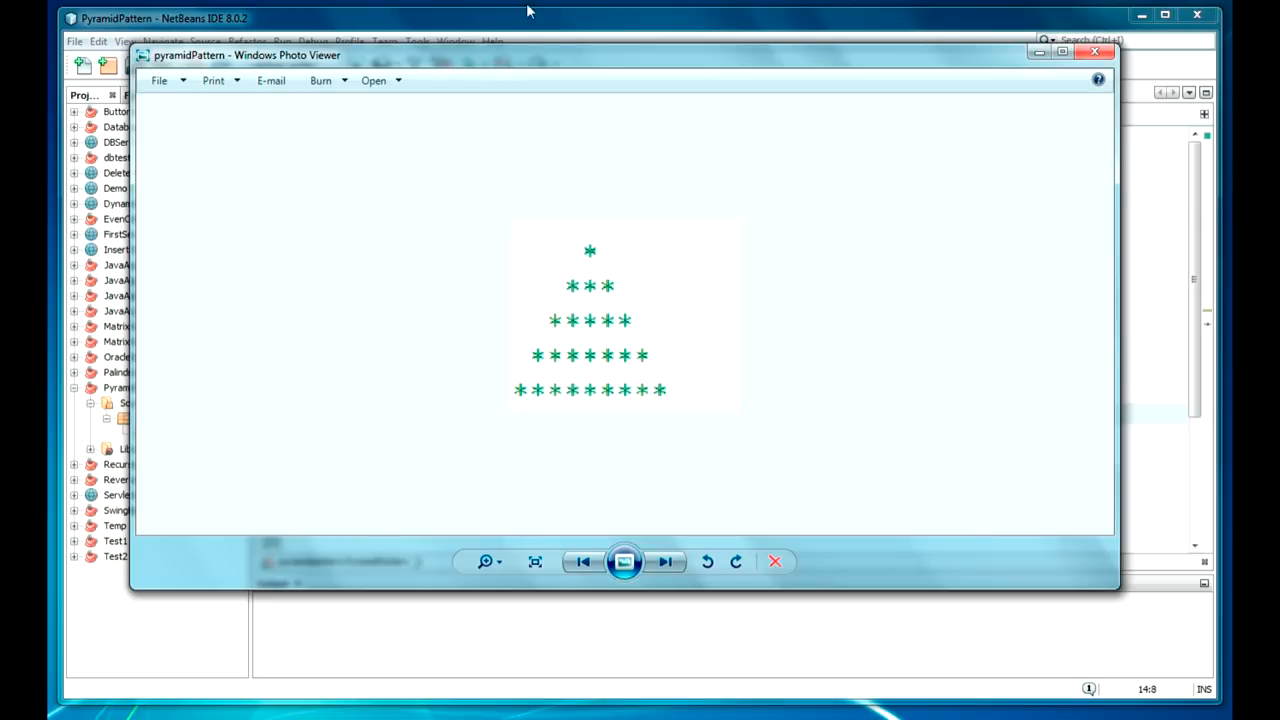 PyramidPattern - NetBeans IDE 8.0.2
File Edit View Navigate Source Refactor Run Debug Profile Team Tools Window Help
Search (Ctrl+I)
pyramidPattern - Windows Photo Viewer
File Print E-mail Burn Open
Proj...
Button
Datab
DBSer
dbtest
Delete
Demo
Dynam
EvenO
FirstSe
Insert
JavaA
JavaA
JavaA
JavaA
Matrix
Matrix
Oracle
Palind
Pyram
So
Lib
Recur
Rever
Servle
Swing
Temp
Test1
Test2
*
* * *
* * * * *
* * * * * * *
* * * * * * * * *
1
14:8
INS